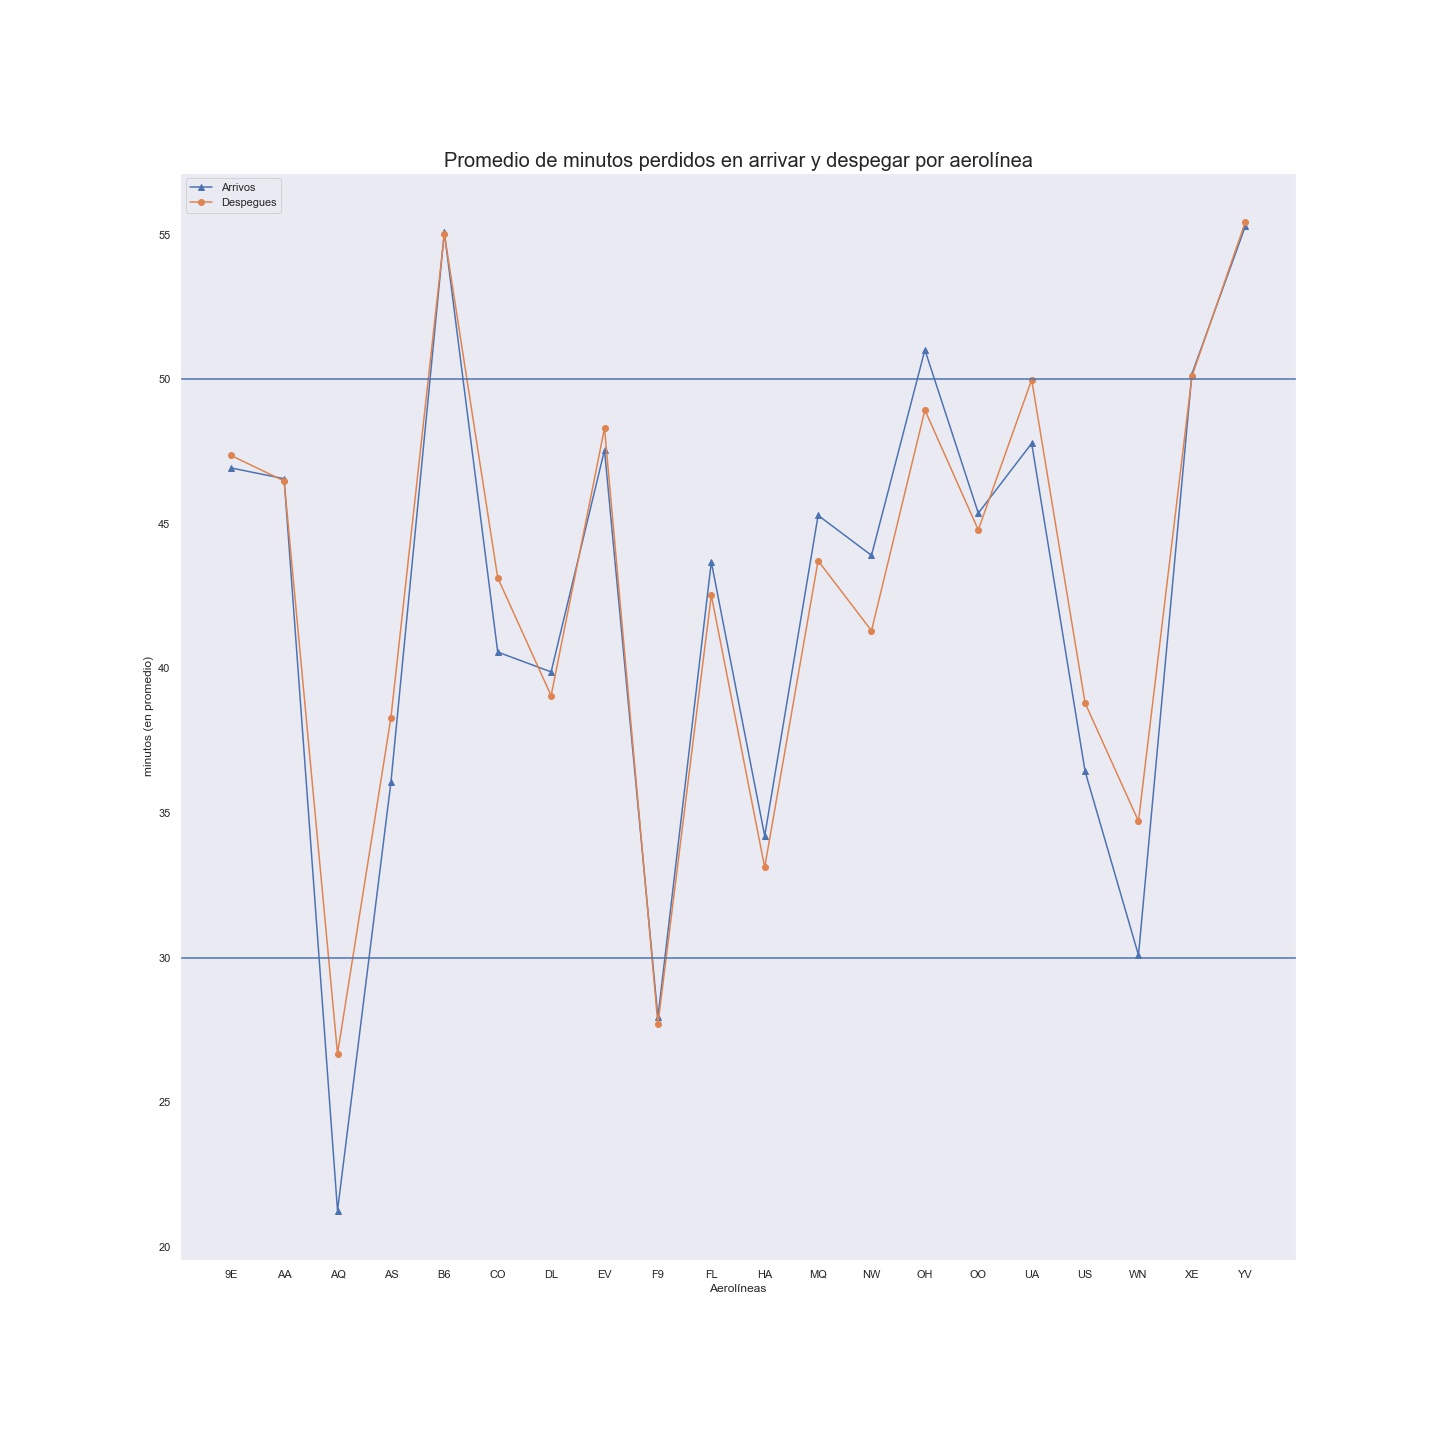 Promedio de minutos perdidos en arrivar y despegar por aerolínea
Arrivos
Despegues
55
50
45
40
35
30
25
20
minutos (en promedio)
9E AA AQ AS B6 CO DL EV F9 FL HA MQ NW OH OO UA US WN XE YV
Aerolíneas